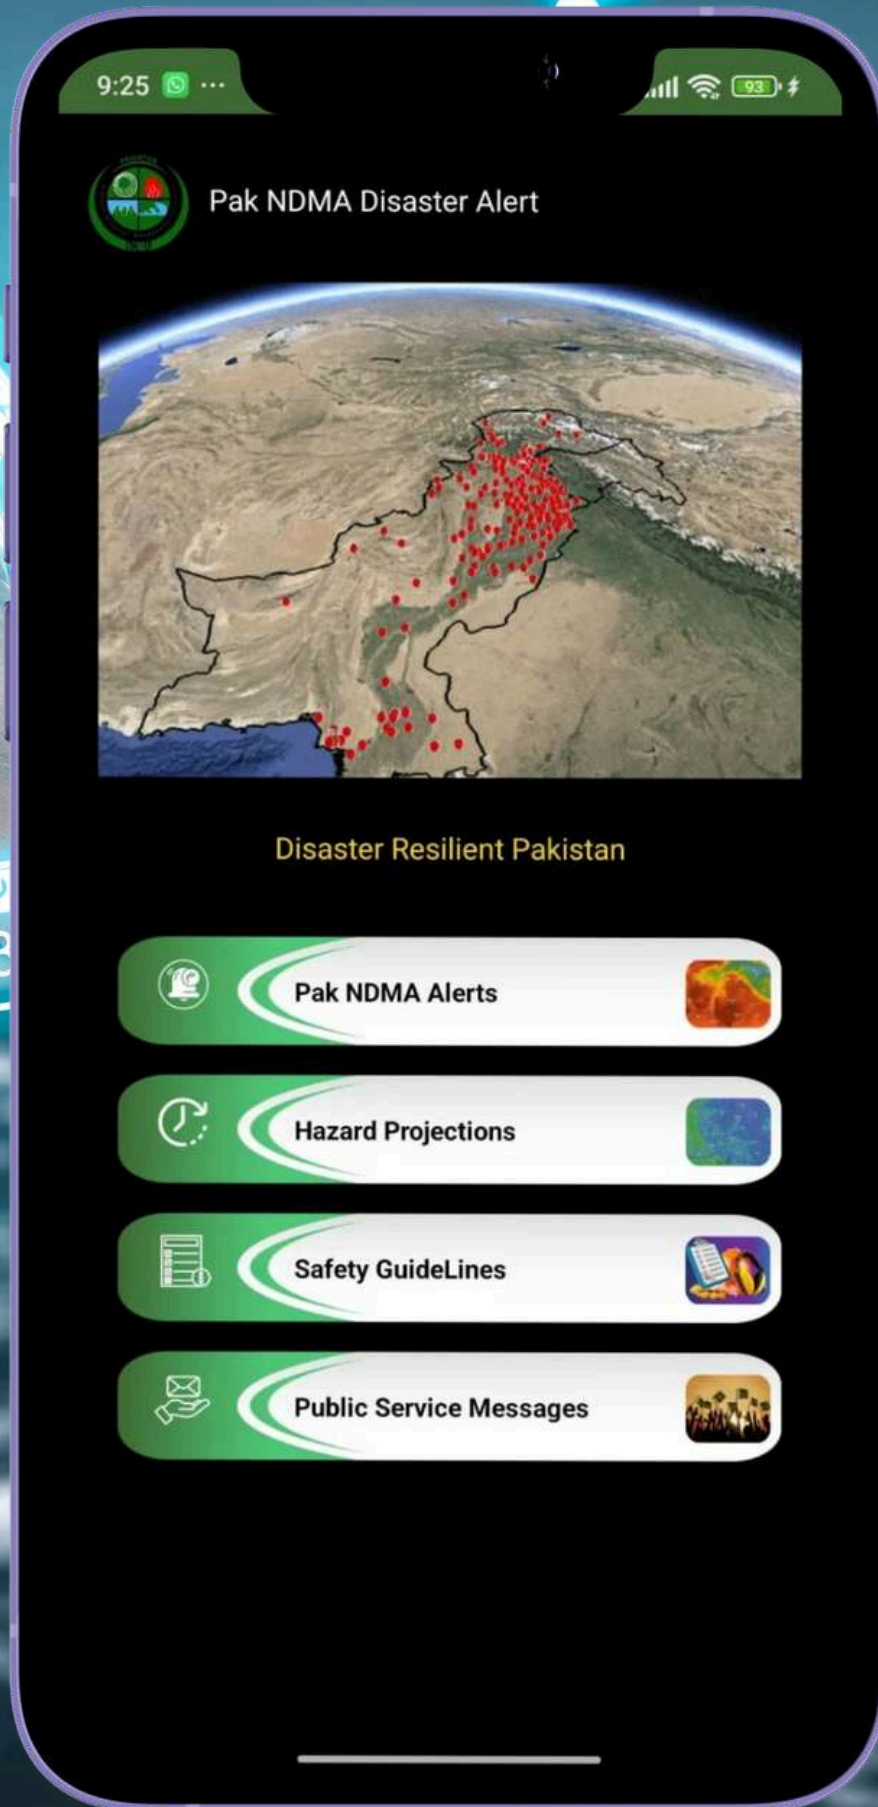 9:25
93
Pak NDMA Disaster Alert
Disaster Resilient Pakistan
Pak NDMA Alerts
Hazard Projections
Safety GuideLines
Public Service Messages